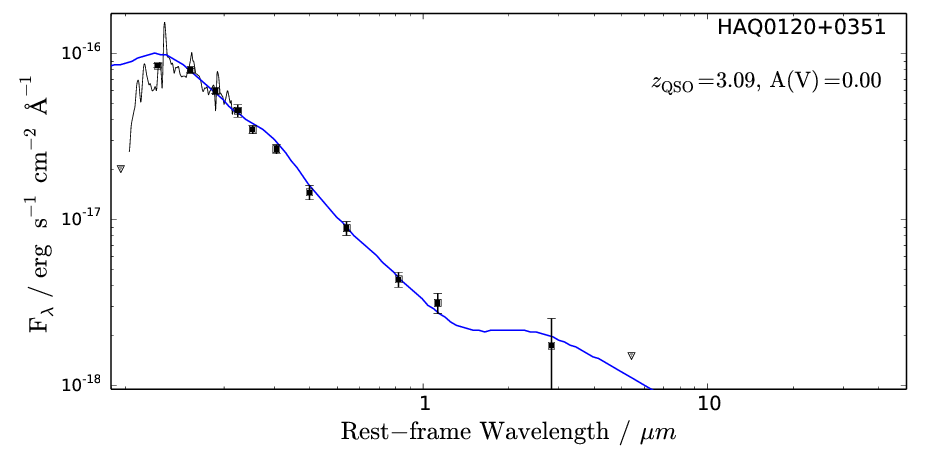 HAQ0120+0351
z_QSO=3.09, A(V)=0.00
10^-16
10^-17
10^-18
F_λ / erg s^−1 cm^−2 Å^−1
1 10
Rest−frame Wavelength / μm